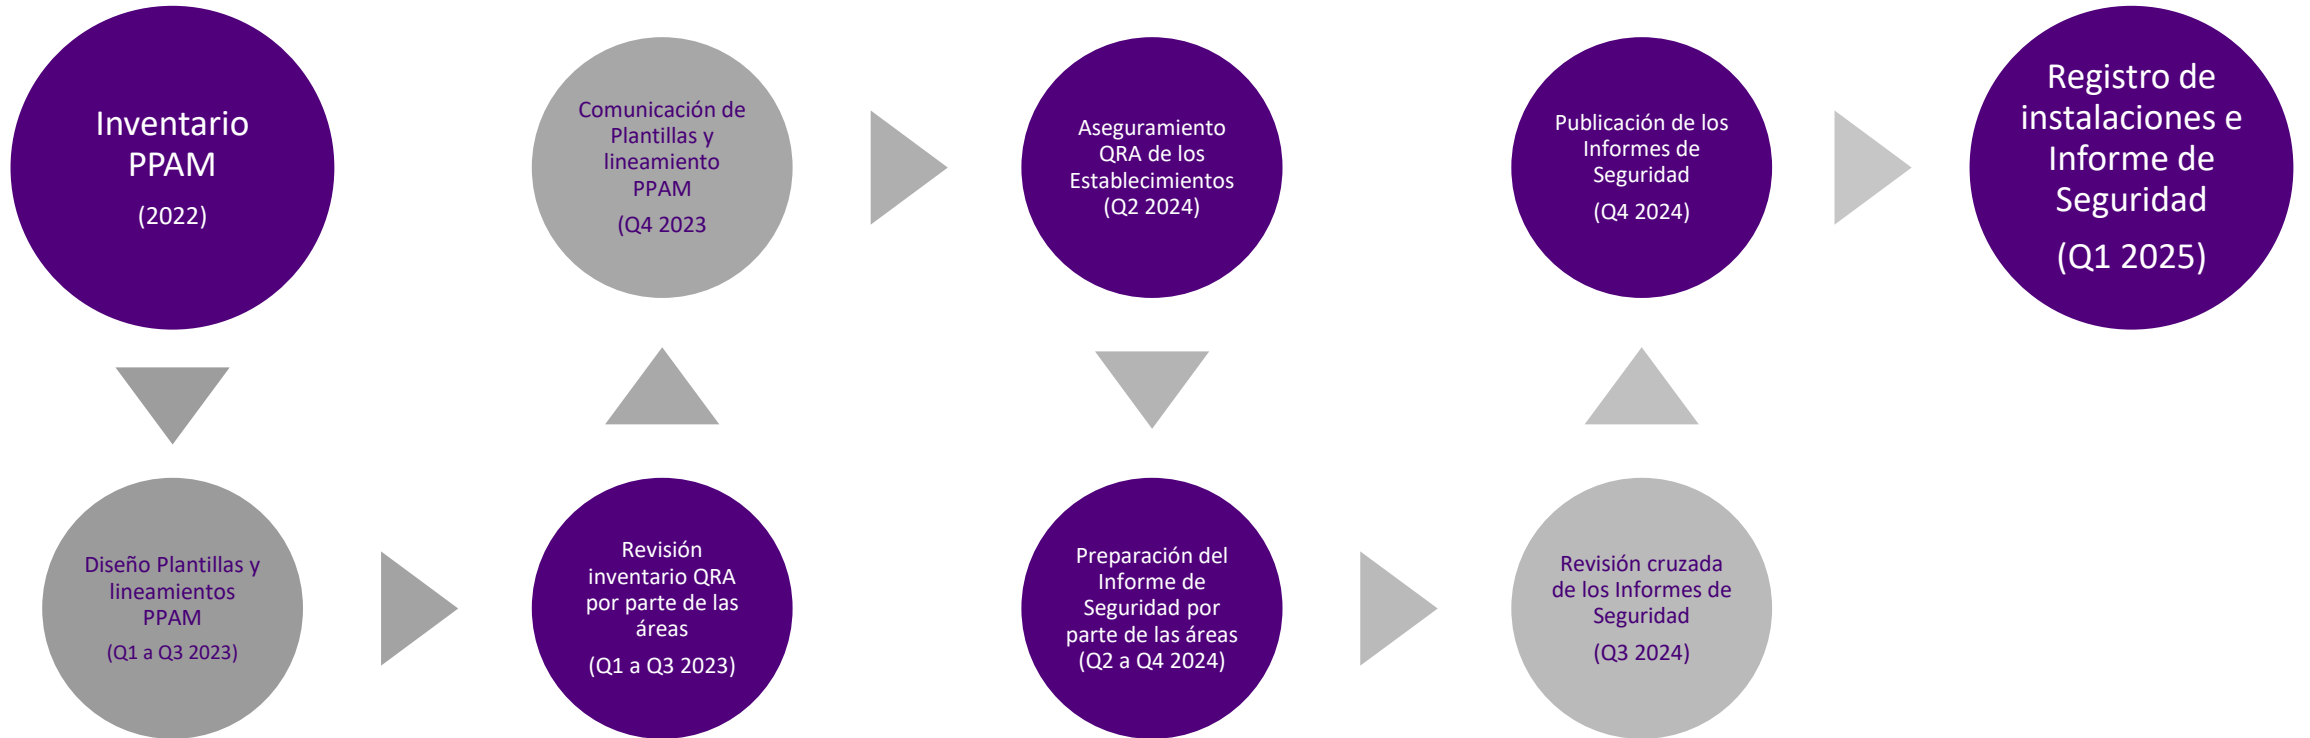 Inventario
PPAM
(2022)
Diseño Plantillas y
lineamientos
PPAM
(Q1 a Q3 2023)
Revisión
inventario QRA
por parte de las
áreas
(Q1 a Q3 2023)
Comunicación de
Plantillas y
lineamiento
PPAM
(Q4 2023
Aseguramiento
QRA de los
Establecimientos
(Q2 2024)
Preparación del
Informe de
Seguridad por
parte de las áreas
(Q2 a Q4 2024)
Revisión cruzada
de los Informes de
Seguridad
(Q3 2024)
Publicación de los
Informes de
Seguridad
(Q4 2024)
Registro de
instalaciones e
Informe de
Seguridad
(Q1 2025)